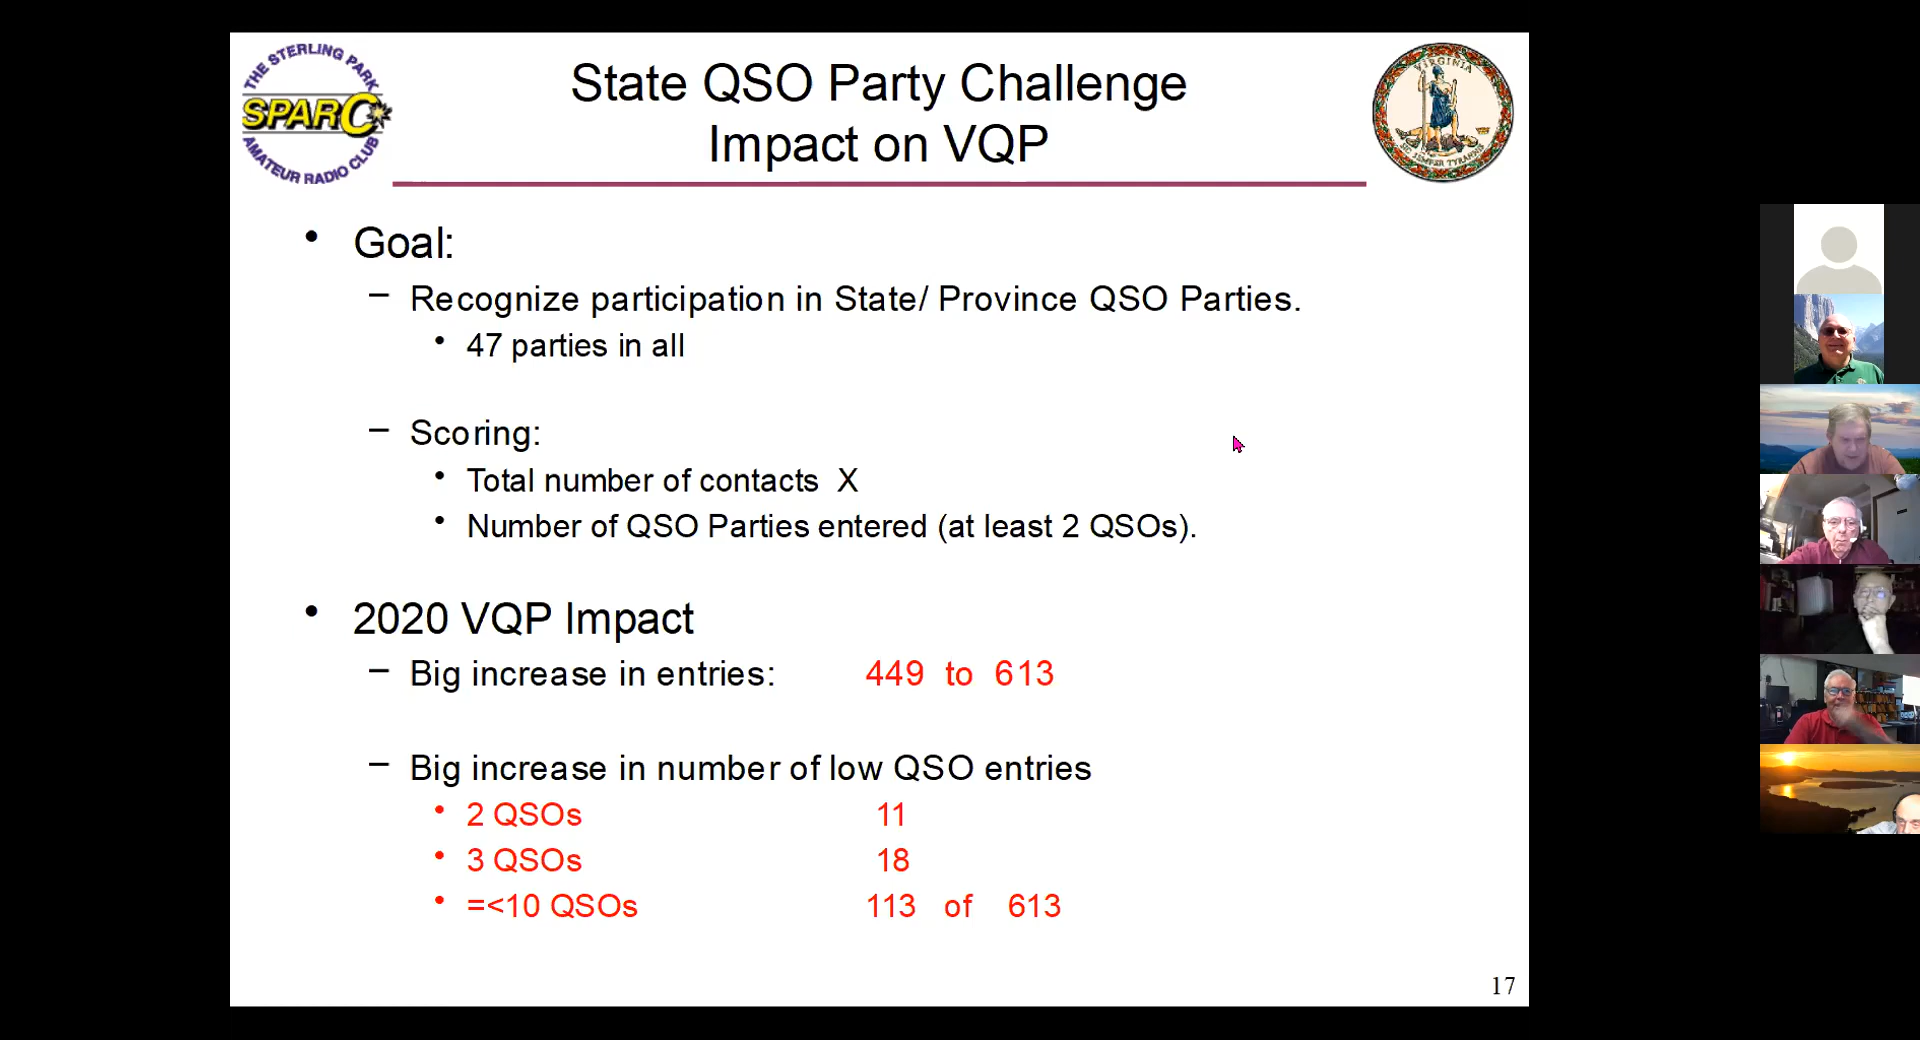 THE STERLING PARK
SPARC
AMATEUR RADIO CLUB
State QSO Party Challenge
Impact on VQP
VIRGINIA
SIC SEMPER TYRANNIS
• Goal:
– Recognize participation in State/ Province QSO Parties.
• 47 parties in all
– Scoring:
• Total number of contacts X
• Number of QSO Parties entered (at least 2 QSOs).
• 2020 VQP Impact
– Big increase in entries: 449 to 613
– Big increase in number of low QSO entries
• 2 QSOs 11
• 3 QSOs 18
• =<10 QSOs 113 of 613
17